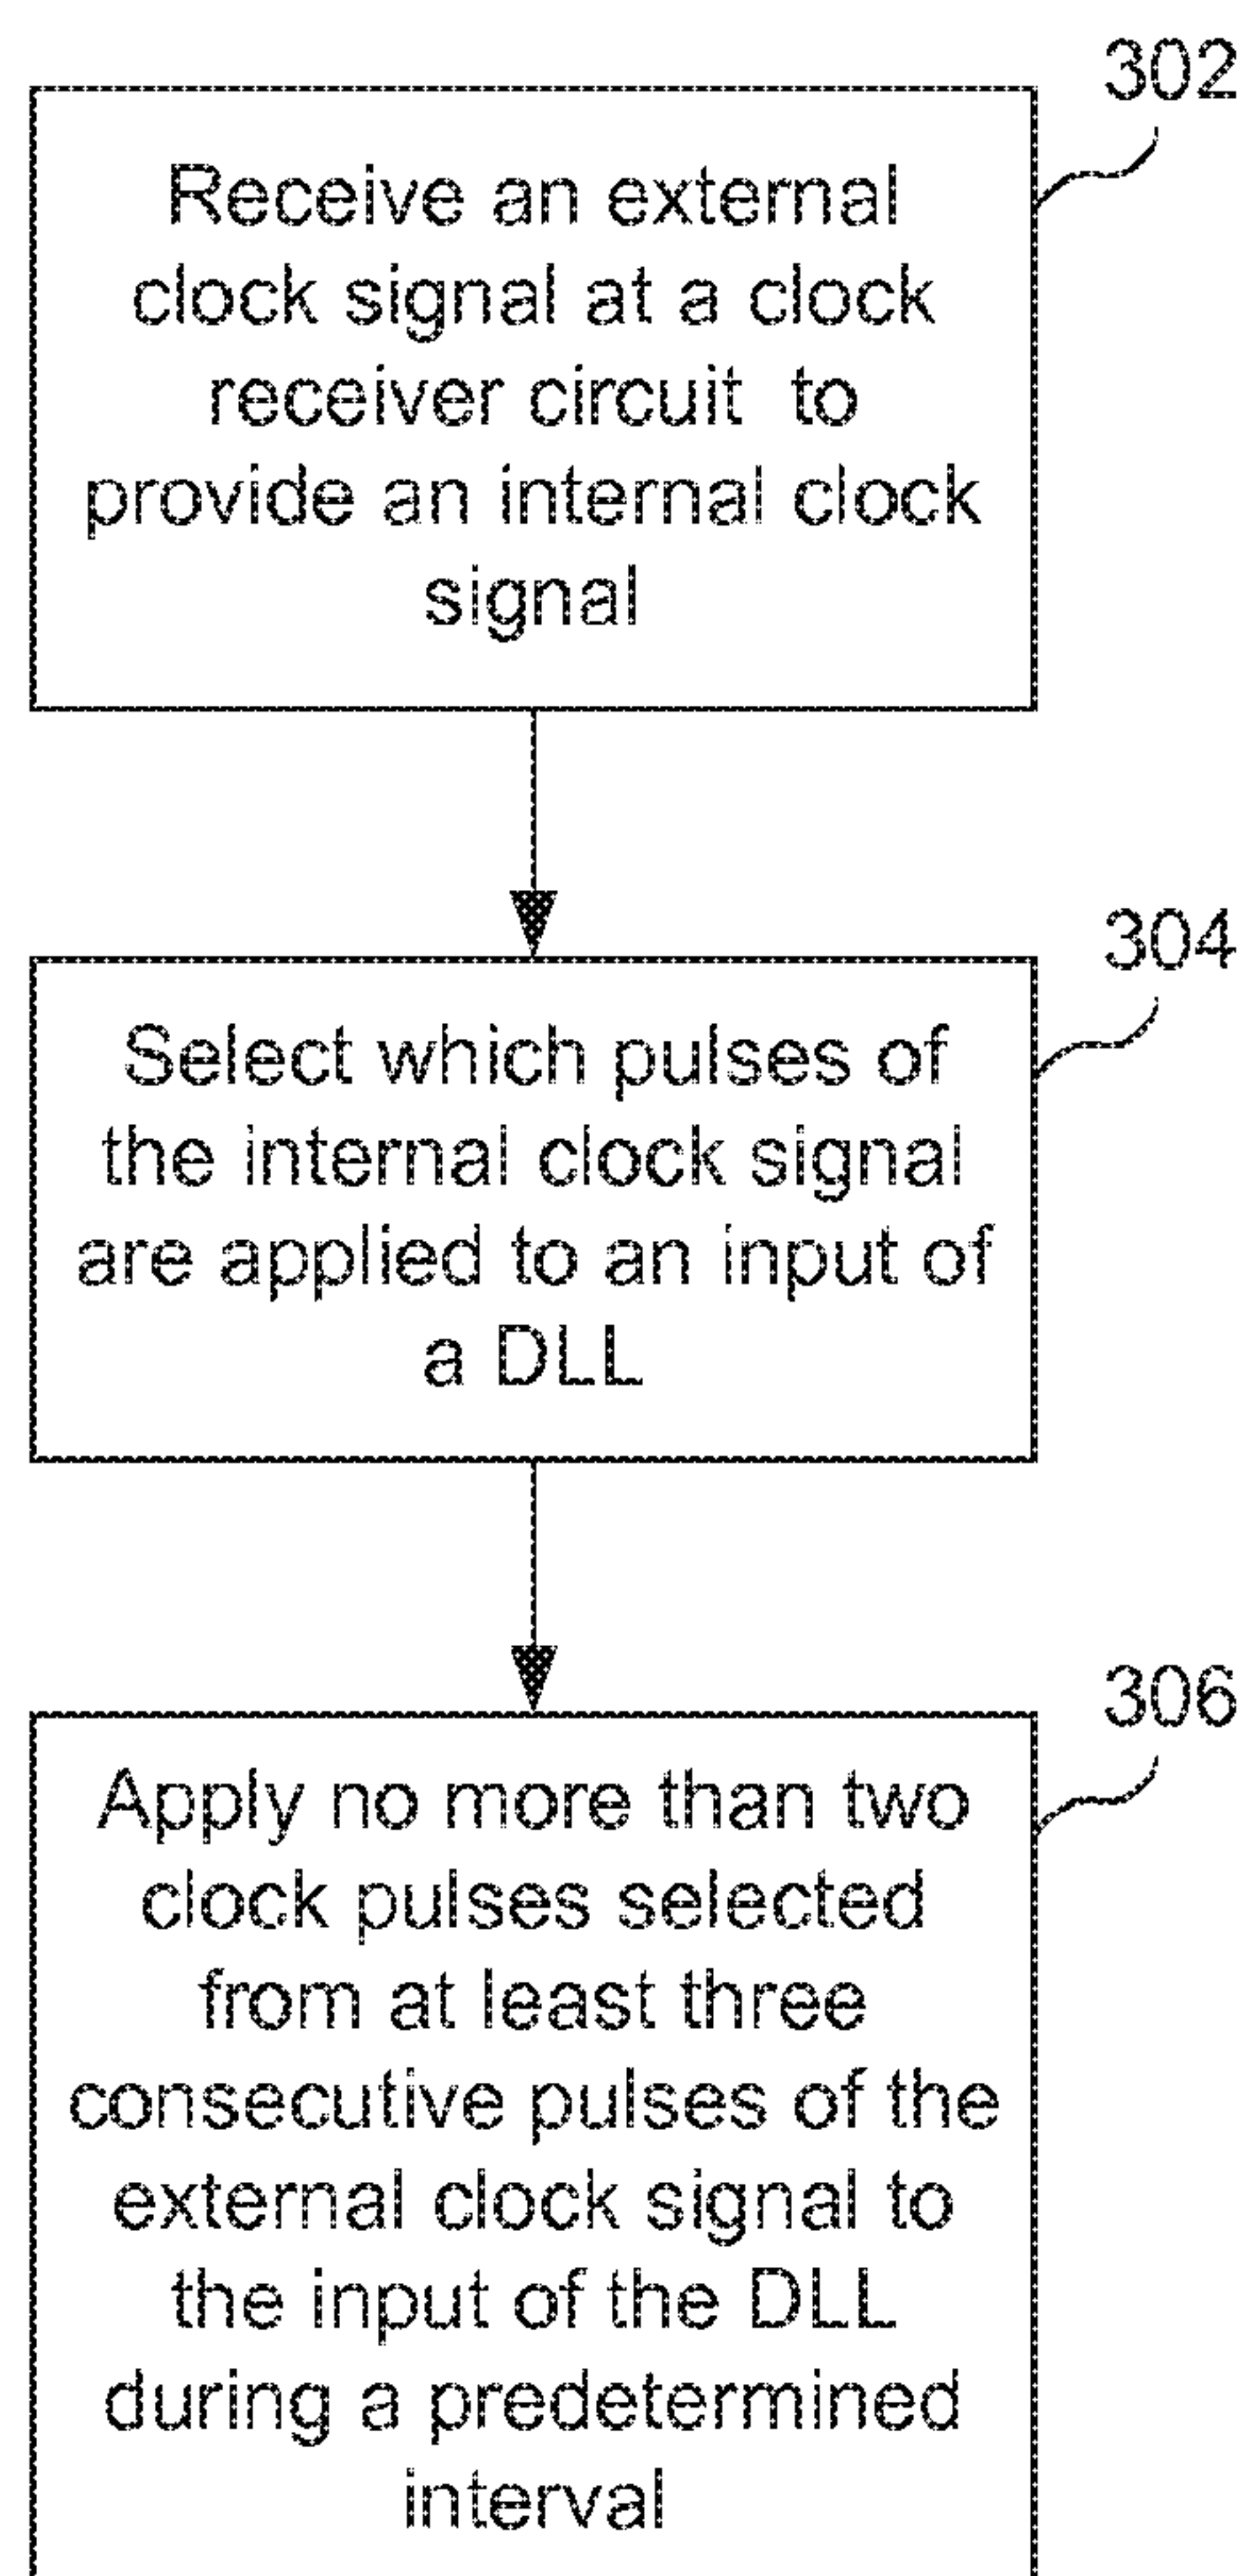 302
Receive an external
clock signal at a clock
receiver circuit to
provide an internal clock
signal
304
Select which pulses of
the internal clock signal
are applied to an input of
a DLL
306
Apply no more than two
clock pulses selected
from at least three
consecutive pulses of the
external clock signal to
the input of the DLL
during a predetermined
interval